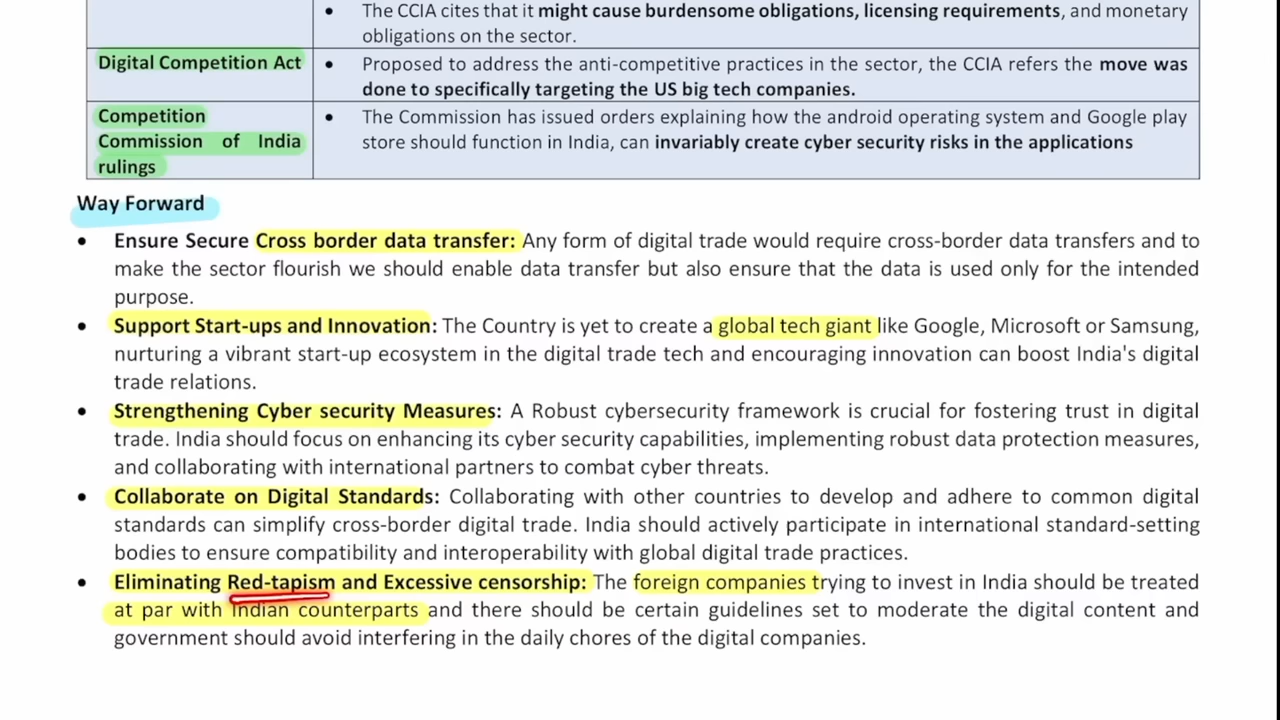 • The CCIA cites that it might cause burdensome obligations, licensing requirements, and monetary
obligations on the sector.
Digital Competition Act
• Proposed to address the anti-competitive practices in the sector, the CCIA refers the move was
done to specifically targeting the US big tech companies.
Competition
Commission of India
rulings
• The Commission has issued orders explaining how the android operating system and Google play
store should function in India, can invariably create cyber security risks in the applications
Way Forward
• Ensure Secure Cross border data transfer: Any form of digital trade would require cross-border data transfers and to
make the sector flourish we should enable data transfer but also ensure that the data is used only for the intended
purpose.
• Support Start-ups and Innovation: The Country is yet to create a global tech giant like Google, Microsoft or Samsung,
nurturing a vibrant start-up ecosystem in the digital trade tech and encouraging innovation can boost India's digital
trade relations.
• Strengthening Cyber security Measures: A Robust cybersecurity framework is crucial for fostering trust in digital
trade. India should focus on enhancing its cyber security capabilities, implementing robust data protection measures,
and collaborating with international partners to combat cyber threats.
• Collaborate on Digital Standards: Collaborating with other countries to develop and adhere to common digital
standards can simplify cross-border digital trade. India should actively participate in international standard-setting
bodies to ensure compatibility and interoperability with global digital trade practices.
• Eliminating Red-tapism and Excessive censorship: The foreign companies trying to invest in India should be treated
at par with Indian counterparts and there should be certain guidelines set to moderate the digital content and
government should avoid interfering in the daily chores of the digital companies.